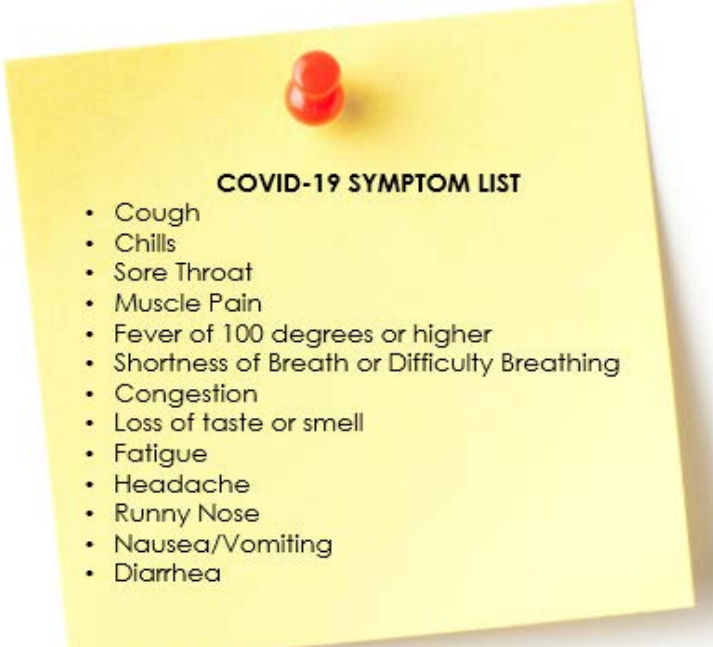 COVID-19 SYMPTOM LIST
• Cough
• Chills
• Sore Throat
• Muscle Pain
• Fever of 100 degrees or higher
• Shortness of Breath or Difficulty Breathing
• Congestion
• Loss of taste or smell
• Fatigue
• Headache
• Runny Nose
• Nausea/Vomiting
• Diarrhea